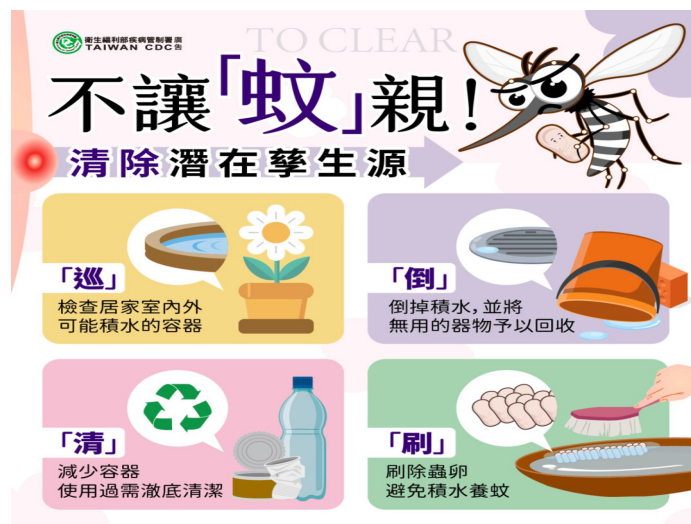 衛生福利部疾病管制署廣告
TAIWAN CDC
TO CLEAR
不讓「蚊」親!
清除潛在孳生源
「巡」
檢查居家室內外
可能積水的容器
「倒」
倒掉積水,並將
無用的器物予以回收
「清」
減少容器
使用過需澈底清潔
「刷」
刷除蟲卵
避免積水養蚊